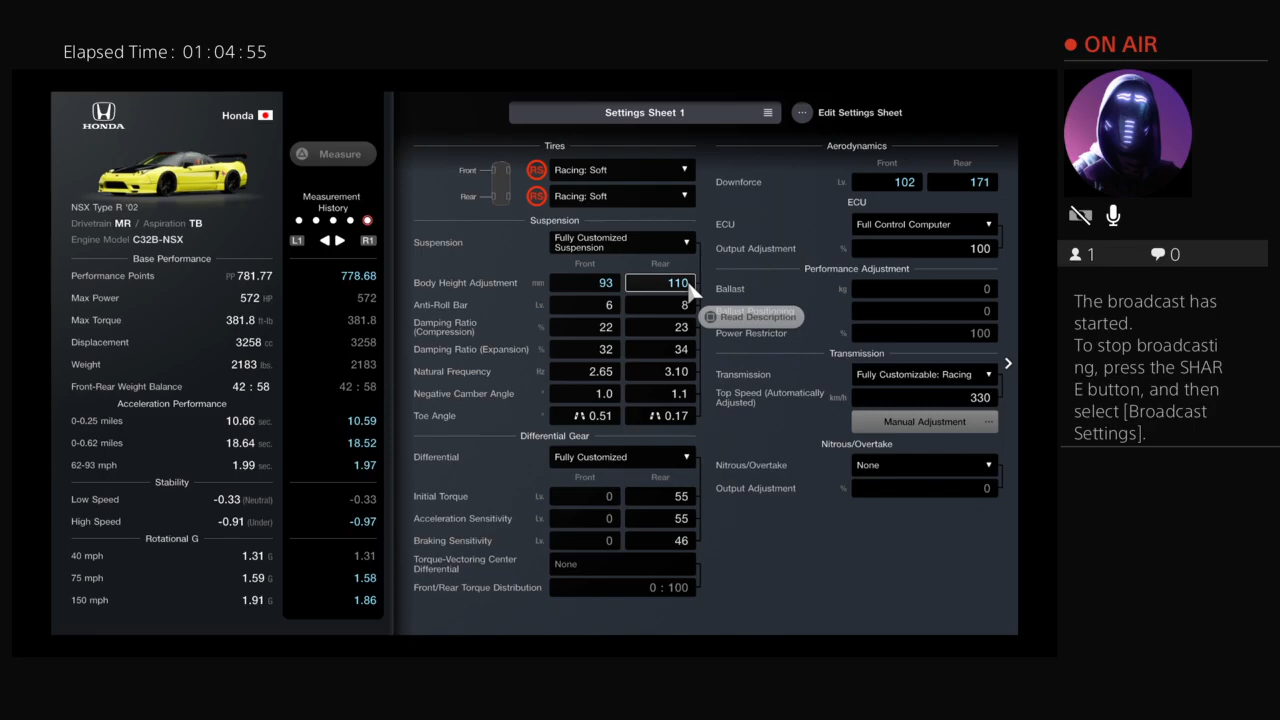 Elapsed Time: 01:04:55
ON AIR
HONDA
Honda
Settings Sheet 1
Edit Settings Sheet
Measure
NSX Type R '02
Drivetrain MR / Aspiration TB
Engine Model C32B-NSX
Measurement
History
L1
R1
Base Performance
Performance Points PP 781.77 778.68
Max Power 572 HP 572
Max Torque 381.8 ft-lb 381.8
Displacement 3258 cc 3258
Weight 2183 lbs. 2183
Front-Rear Weight Balance 42 : 58 42 : 58
Acceleration Performance
0-0.25 miles 10.66 sec. 10.59
0-0.62 miles 18.64 sec. 18.52
62-93 mph 1.99 sec. 1.97
Stability
Low Speed -0.33 (Neutral) -0.33
High Speed -0.91 (Under) -0.97
Rotational G
40 mph 1.31 G 1.31
75 mph 1.59 G 1.58
150 mph 1.91 G 1.86
Tires
Front RS Racing: Soft
Rear RS Racing: Soft
Suspension
Suspension Fully Customized
Suspension
Front Rear
Body Height Adjustment mm 93 110
Anti-Roll Bar Lv. 6 8
Damping Ratio
(Compression) % 22 23
Damping Ratio (Expansion) % 32 34
Natural Frequency Hz 2.65 3.10
Negative Camber Angle ° 1.0 1.1
Toe Angle ° 0.51 0.17
Differential Gear
Differential Fully Customized
Front Rear
Initial Torque Lv. 0 55
Acceleration Sensitivity Lv. 0 55
Braking Sensitivity Lv. 0 46
Torque-Vectoring Center
Differential None
Front/Rear Torque Distribution 0 : 100
Aerodynamics
Front Rear
Downforce Lv. 102 171
ECU
ECU Full Control Computer
Output Adjustment % 100
Performance Adjustment
Ballast kg 0
Ballast Positioning 0
Read Description
Power Restrictor % 100
Transmission
Transmission Fully Customizable: Racing
Top Speed (Automatically
Adjusted) km/h 330
Manual Adjustment
Nitrous/Overtake
Nitrous/Overtake None
Output Adjustment % 0
1 0
The broadcast has
started.
To stop broadcasti
ng, press the SHAR
E button, and then
select [Broadcast
Settings].